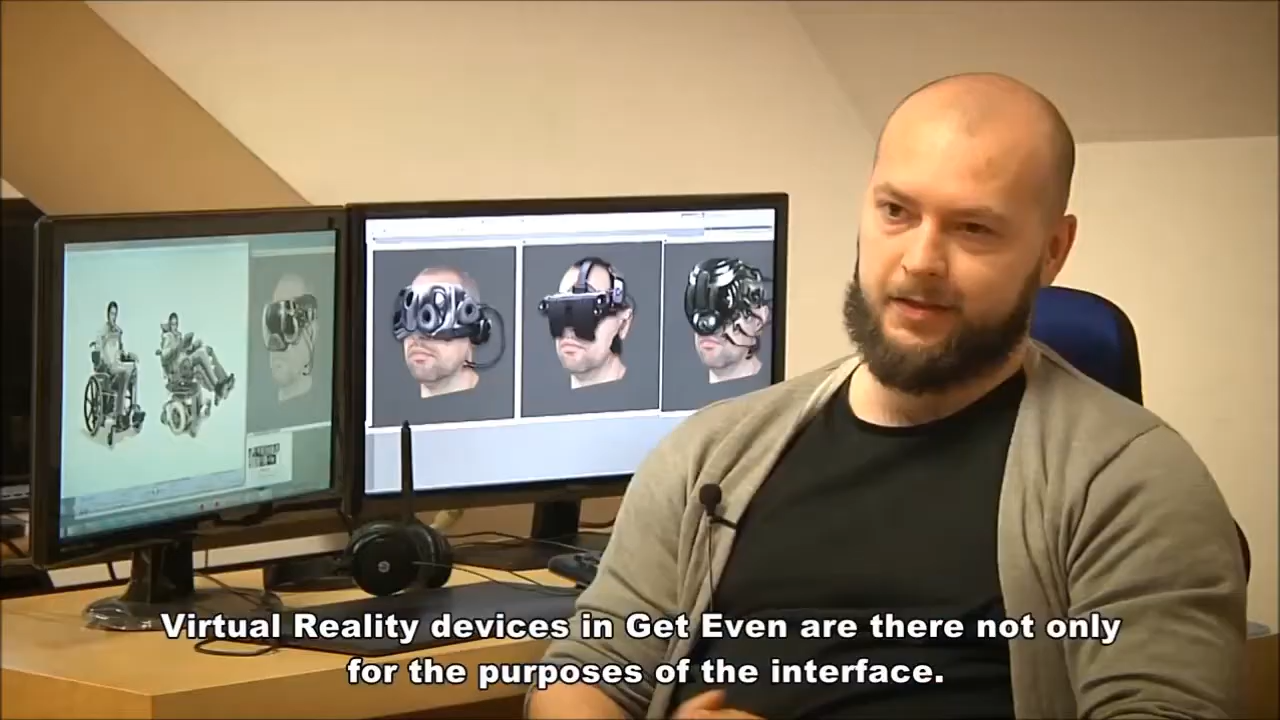 Virtual Reality devices in Get Even are there not only
for the purposes of the interface.